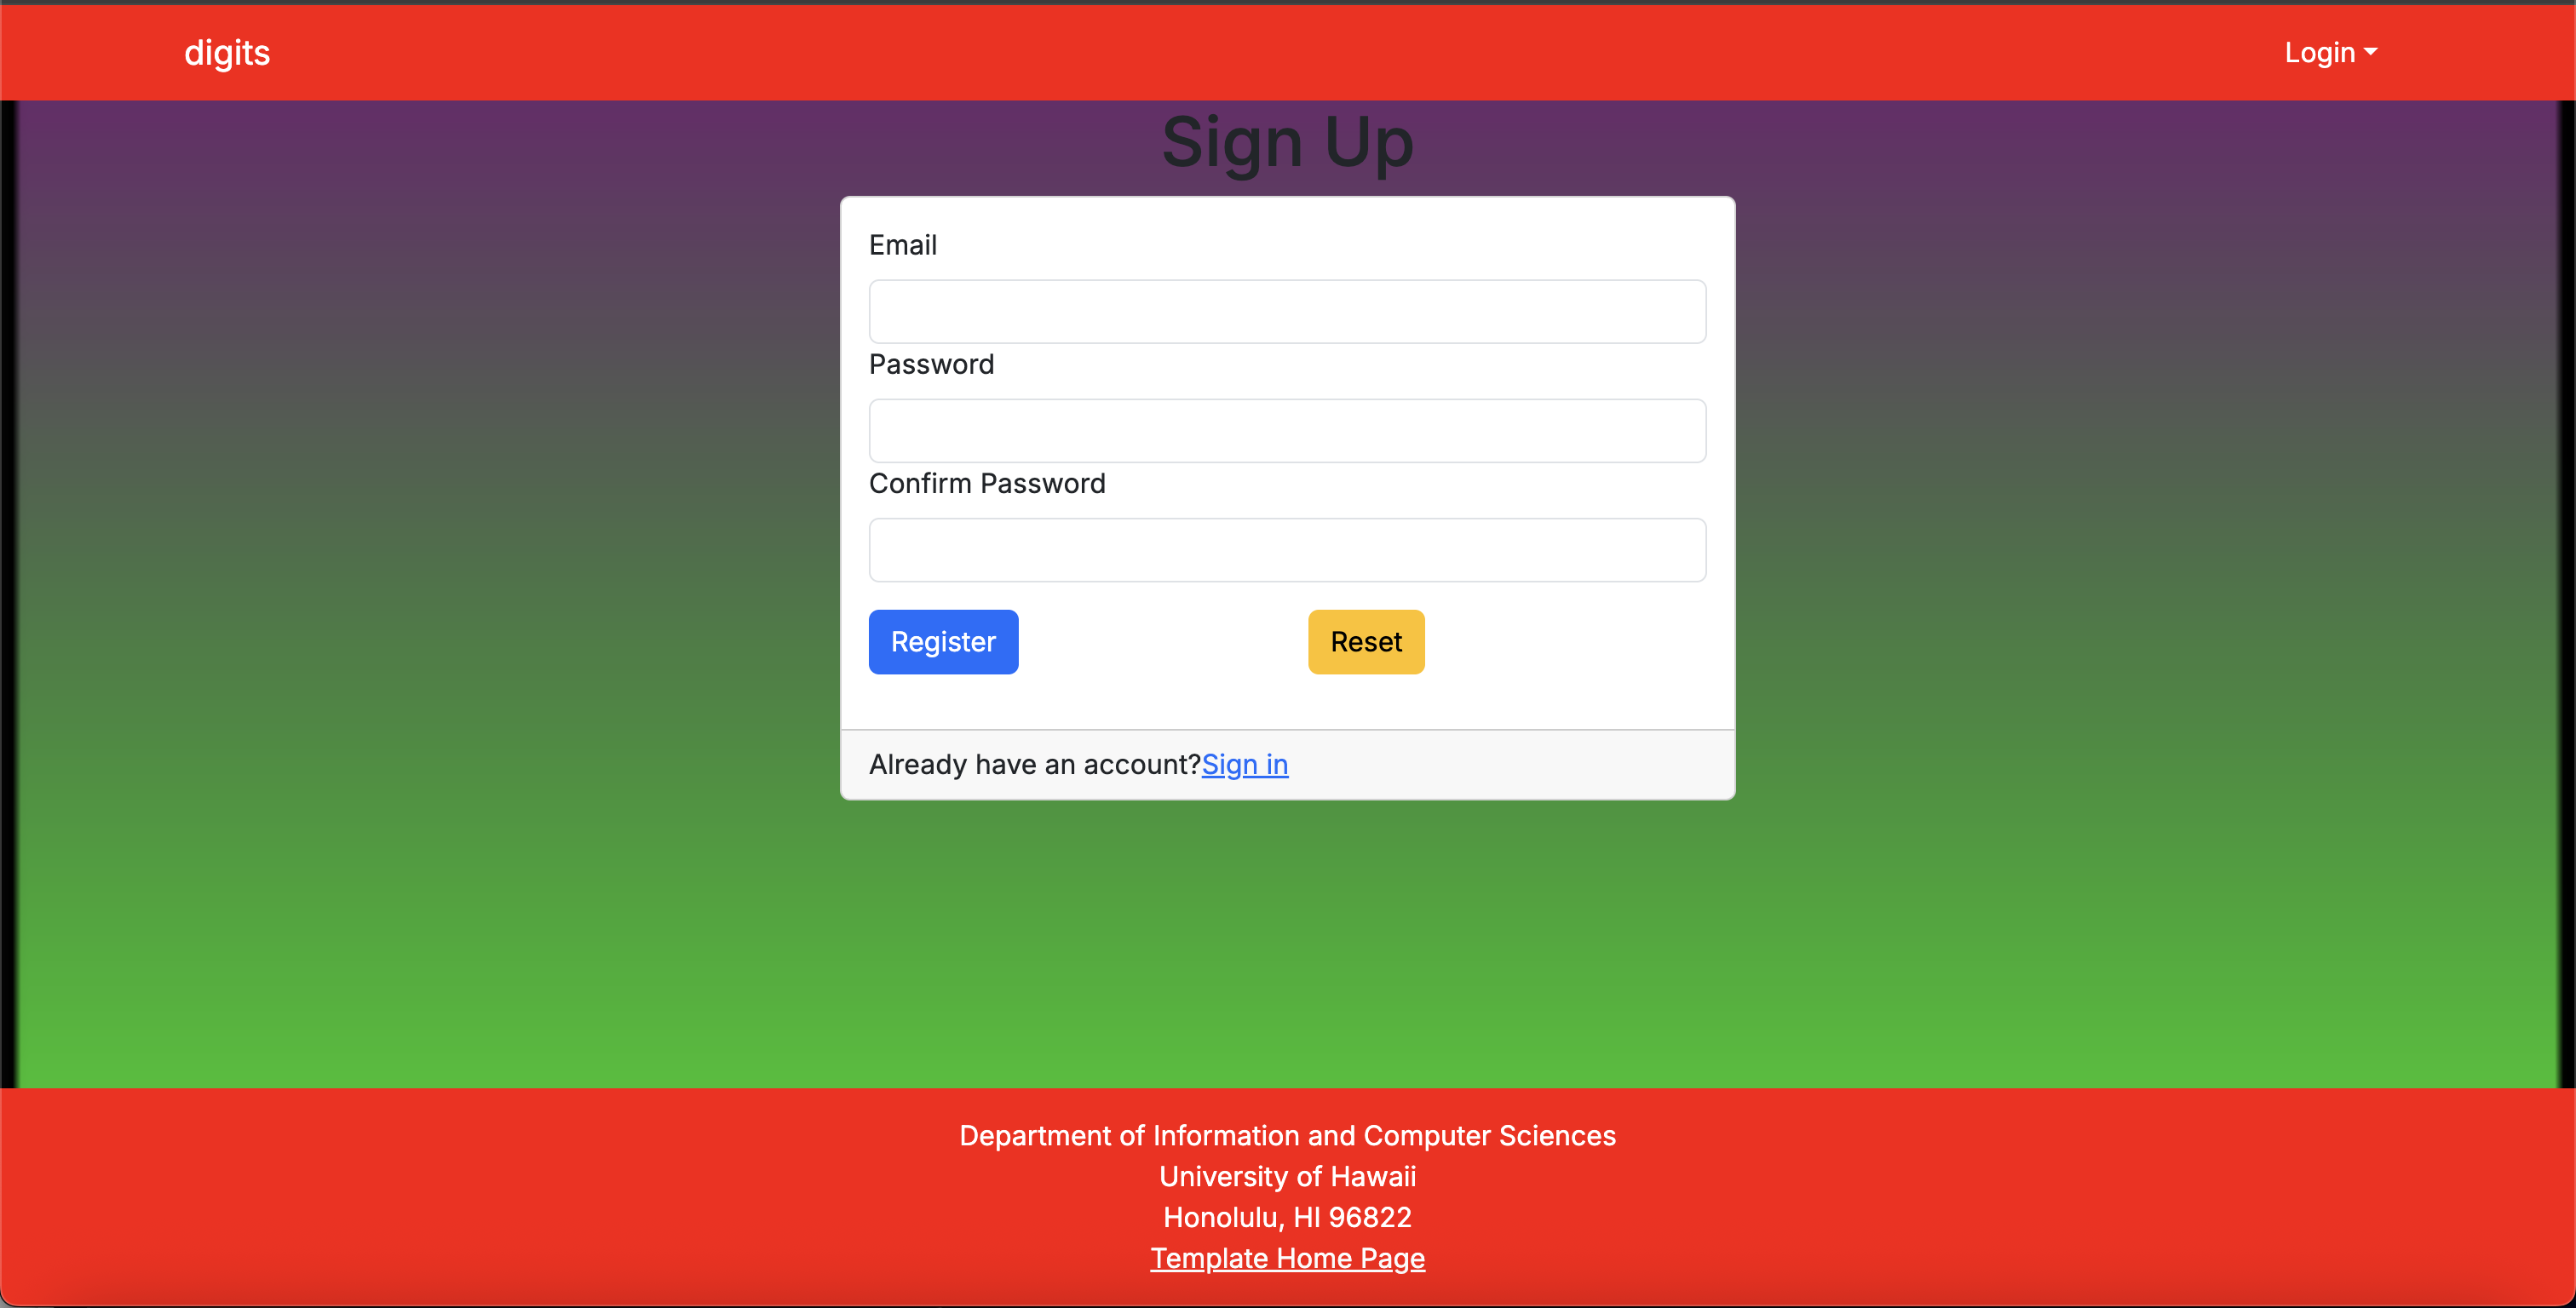 digits
Login
Sign Up
Email
Password
Confirm Password
Register
Reset
Already have an account?Sign in
Department of Information and Computer Sciences
University of Hawaii
Honolulu, HI 96822
Template Home Page